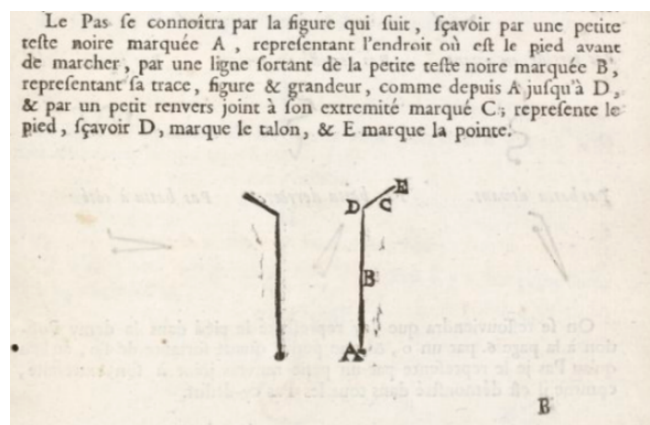 Le Pas ſe connoîtra par la figure qui ſuit, ſçavoir par une petite
teſte noire marquée A, repreſentant l'endroit où eſt le pied avant
de marcher, par une ligne ſortant de la petite teſte noire marquée B,
repreſentant ſa trace, figure & grandeur, comme depuis A juſqu'à D,
& par un petit renvers joint à ſon extremité marqué C, repreſente le
pied, ſçavoir D, marque le talon, & E marque la pointe.
E
D C
B
A
B